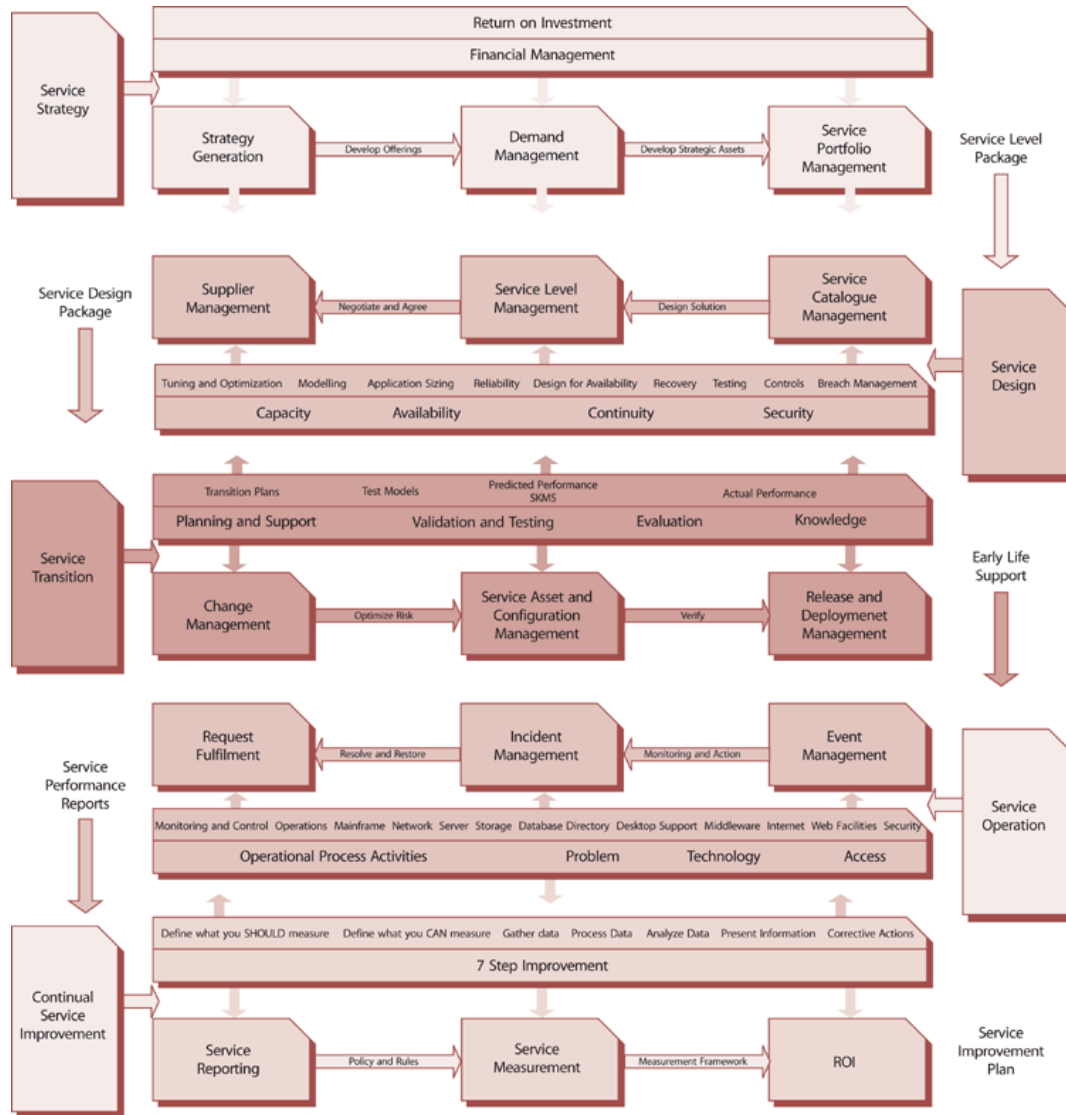 Return on Investment
Financial Management
Service
Strategy
Strategy
Generation
Develop Offerings
Demand
Management
Develop Strategic Assets
Service
Portfolio
Management
Service Level
Package
Service Design
Package
Supplier
Management
Negotiate and Agree
Service Level
Management
Design Solution
Service
Catalogue
Management
Tuning and Optimization Modelling Application Sizing Reliability Design for Availability Recovery Testing Controls Breach Management
Capacity Availability Continuity Security
Service
Design
Transition Plans Test Models Predicted Performance Actual Performance
SKMS
Planning and Support Validation and Testing Evaluation Knowledge
Service
Transition
Change
Management
Optimize Risk
Service Asset and
Configuration
Management
Verify
Release and
Deploymenet
Management
Early Life
Support
Request
Fulfilment
Resolve and Restore
Incident
Management
Monitoring and Action
Event
Management
Service
Performance
Reports
Monitoring and Control Operations Mainframe Network Server Storage Database Directory Desktop Support Middleware Internet Web Facilities Security
Operational Process Activities Problem Technology Access
Service
Operation
Define what you SHOULD measure Define what you CAN measure Gather data Process Data Analyze Data Present Information Corrective Actions
7 Step Improvement
Continual
Service
Improvement
Service
Reporting
Policy and Rules
Service
Measurement
Measurement Framework
ROI
Service
Improvement
Plan